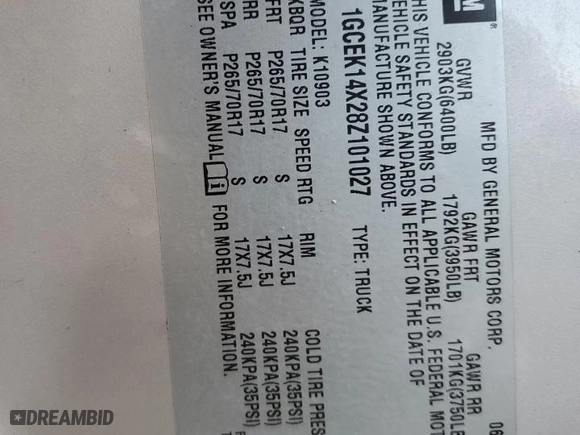 GM ®
MFD BY GENERAL MOTORS CORP. 06
GVWR GAWR FRT GAWR RR
2903KG(6400LB) 1792KG(3950LB) 1701KG(3750LB
THIS VEHICLE CONFORMS TO ALL APPLICABLE U.S. FEDERAL MOT
VEHICLE SAFETY STANDARDS IN EFFECT ON THE DATE OF
MANUFACTURE SHOWN ABOVE.
1GCEK14X28Z101027 TYPE: TRUCK
MODEL: K10903
KBQR TIRE SIZE SPEED RTG RIM COLD TIRE PRES
FRT P265/70R17 S 17X7.5J 240KPA(35PSI)
RR P265/70R17 S 17X7.5J 240KPA(35PSI)
SPA P265/70R17 S 17X7.5J 240KPA(35PSI)
SEE OWNER'S MANUAL i FOR MORE INFORMATION.
DREAMBID